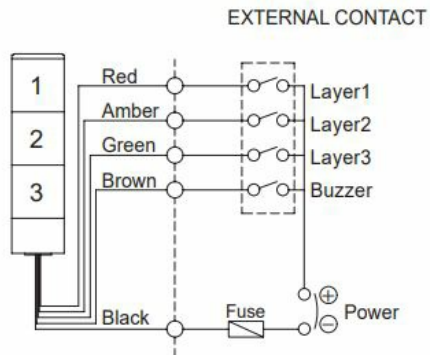 EXTERNAL CONTACT
1
2
3
Red
Amber
Green
Brown
Black
Layer1
Layer2
Layer3
Buzzer
Fuse
+
Power
−